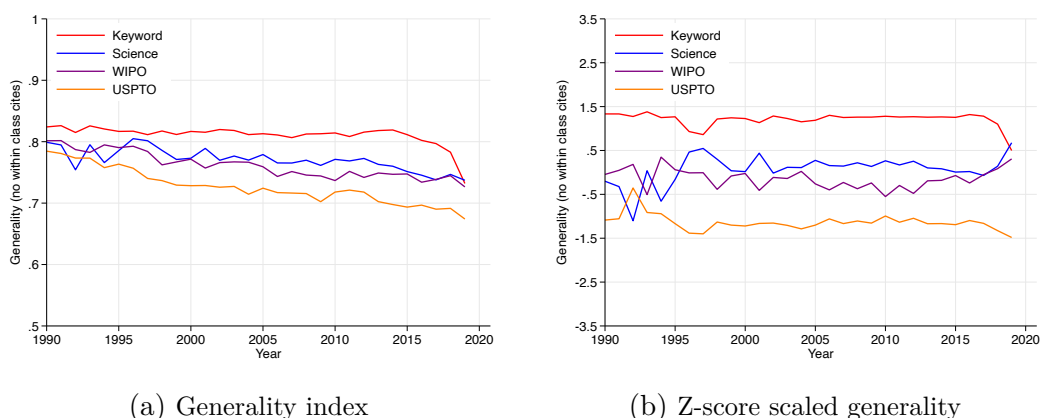 1
.9
.8
.7
.6
.5
Generality (no within class cites)
Keyword
Science
WIPO
USPTO
1990 1995 2000 2005 2010 2015 2020
Year
(a) Generality index
3.5
2.5
1.5
.5
-.5
-1.5
-2.5
-3.5
Generality (no within class cites)
Keyword
Science
WIPO
USPTO
1990 1995 2000 2005 2010 2015 2020
Year
(b) Z-score scaled generality